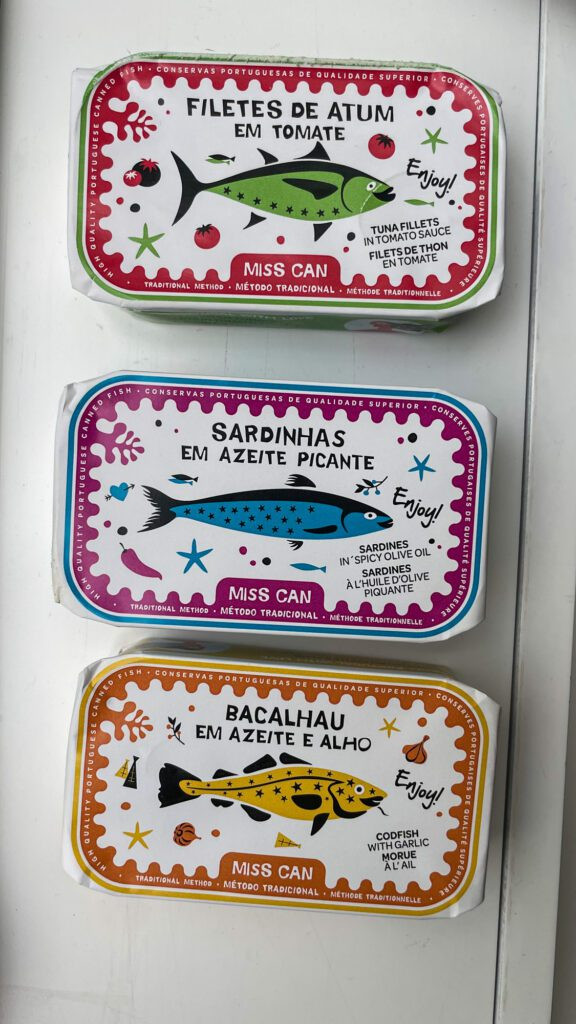 HIGH QUALITY PORTUGUESE CANNED FISH • CONSERVAS PORTUGUESAS DE QUALIDADE SUPERIOR • CONSERVES PORTUGAISES DE QUALITÉ SUPÉRIEURE •
FILETES DE ATUM
EM TOMATE
Enjoy!
TUNA FILLETS
IN TOMATO SAUCE
FILETS DE THON
EN TOMATE
MISS CAN
TRADITIONAL METHOD • MÉTODO TRADICIONAL • MÉTHODE TRADITIONNELLE
HIGH QUALITY PORTUGUESE CANNED FISH • CONSERVAS PORTUGUESAS DE QUALIDADE SUPERIOR • CONSERVES PORTUGAISES DE QUALITÉ SUPÉRIEURE •
SARDINHAS
EM AZEITE PICANTE
Enjoy!
SARDINES
IN ́SPICY OLIVE OIL
SARDINES
À L'HUILE D'OLIVE
PIQUANTE
MISS CAN
TRADITIONAL METHOD • MÉTODO TRADICIONAL • MÉTHODE TRADITIONNELLE
HIGH QUALITY PORTUGUESE CANNED FISH • CONSERVAS PORTUGUESAS DE QUALIDADE SUPERIOR • CONSERVES PORTUGAISES DE QUALITÉ SUPÉRIEURE •
BACALHAU
EM AZEITE E ALHO
Enjoy!
CODFISH
WITH GARLIC
MORUE
À L' AIL
MISS CAN
TRADITIONAL METHOD • MÉTODO TRADICIONAL • MÉTHODE TRADITIONNELLE